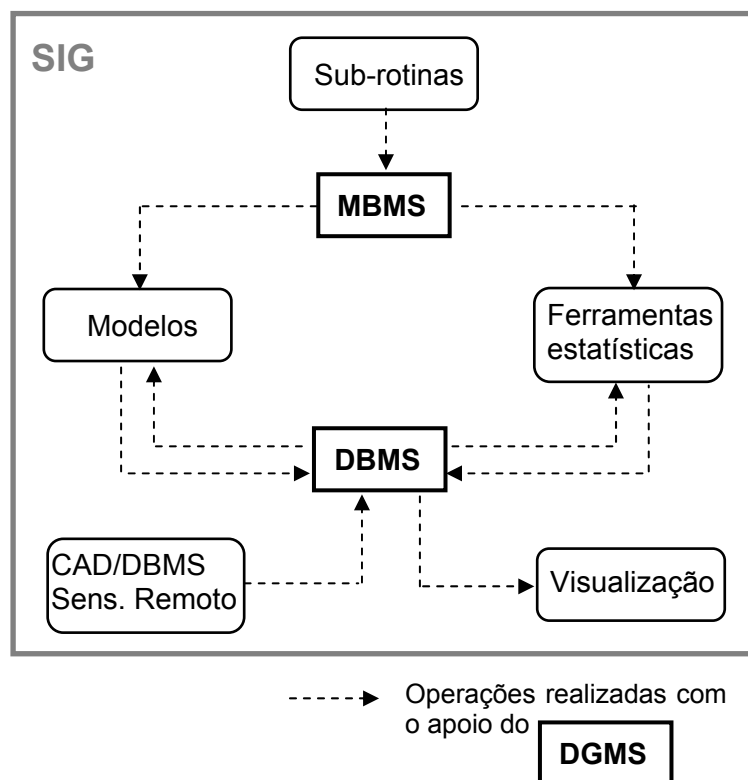 SIG
Sub-rotinas
MBMS
Modelos
Ferramentas
estatísticas
DBMS
CAD/DBMS
Sens. Remoto
Visualização
Operações realizadas com
o apoio do
DGMS